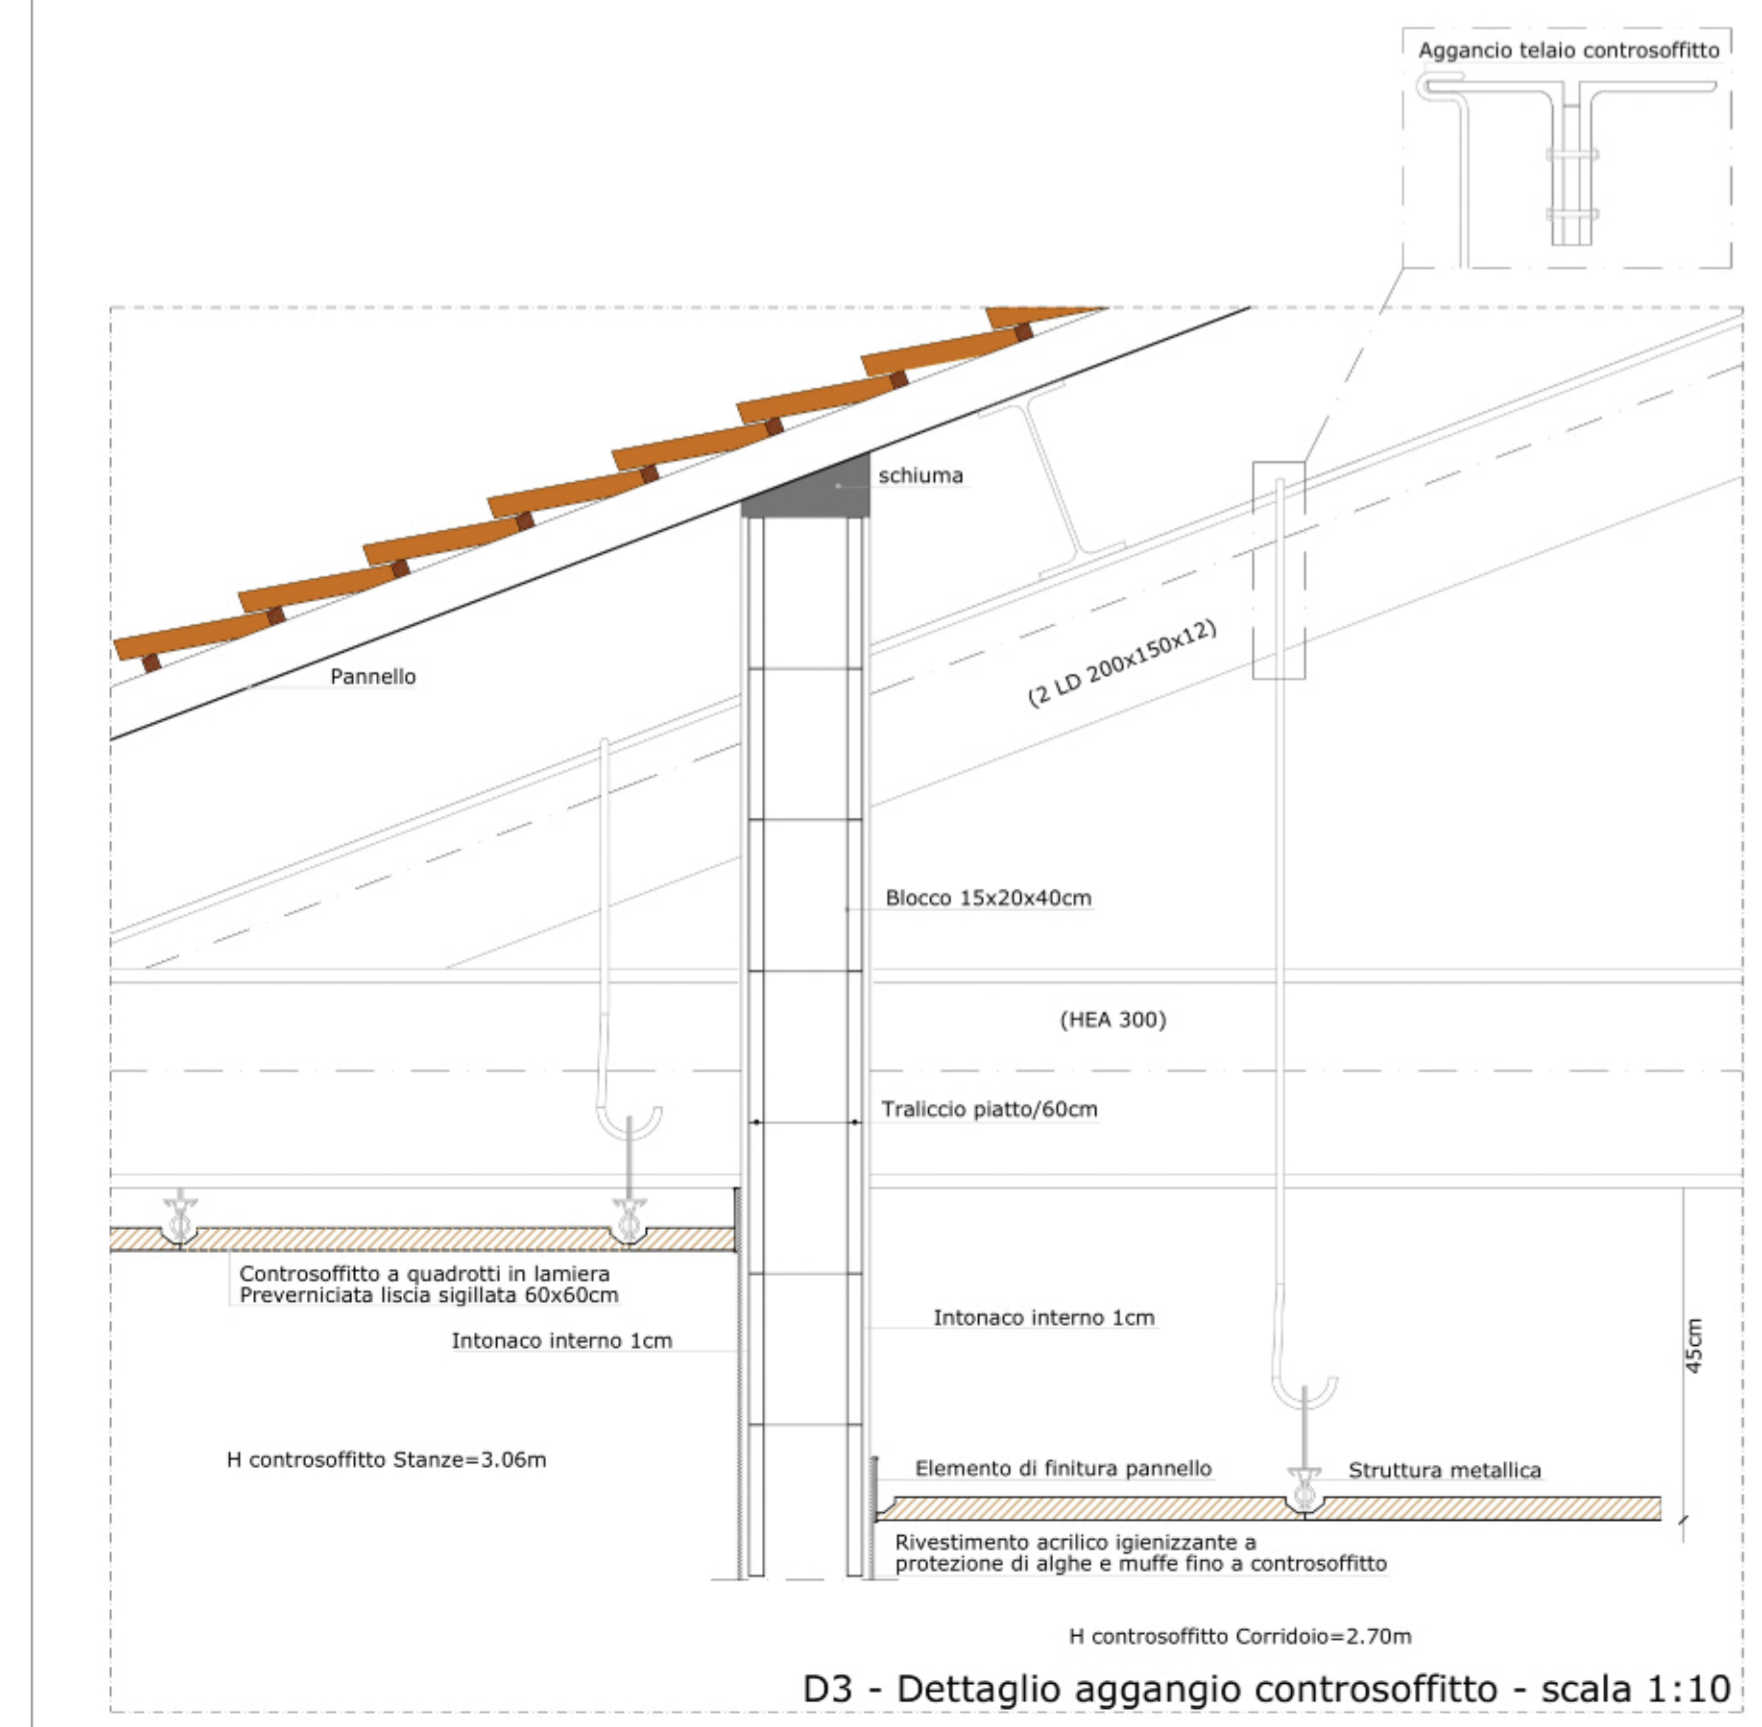 Aggancio telaio controsoffitto
schiuma
(2 LD 200x150x12)
Pannello
Blocco 15x20x40cm
(HEA 300)
Traliccio piatto/60cm
Controsoffitto a quadrotti in lamiera
Preverniciata liscia sigillata 60x60cm
Intonaco interno 1cm
Intonaco interno 1cm
45cm
H controsoffitto Stanze=3.06m
Elemento di finitura pannello
Struttura metallica
Rivestimento acrilico igienizzante a
protezione di alghe e muffe fino a controsoffitto
H controsoffitto Corridoio=2.70m
D3 - Dettaglio aggangio controsoffitto - scala 1:10